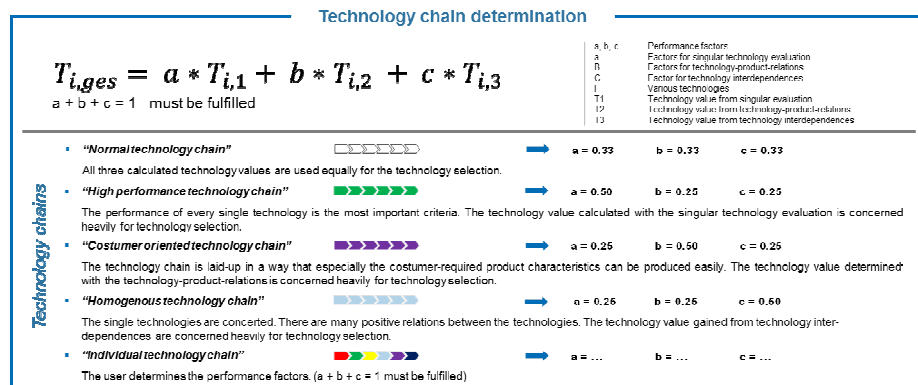 Technology chain determination
T_{i,ges} = a * T_{i,1} + b * T_{i,2} + c * T_{i,3}
a + b + c = 1 must be fulfilled
a, b, c Performance factors
a Factors for singular technology evaluation
B Factors for technology-product-relations
C Factor for technology interdependences
I Various technologies
T1 Technology value from singular evaluation
T2 Technology value from technology-product-relations
T3 Technology value from technology interdependences
Technology chains
▪ "Normal technology chain" a = 0.33 b = 0.33 c = 0.33
All three calculated technology values are used equally for the technology selection.
▪ "High performance technology chain" a = 0.50 b = 0.25 c = 0.25
The performance of every single technology is the most important criteria. The technology value calculated with the singular technology evaluation is concerned
heavily for technology selection.
▪ "Costumer oriented technology chain" a = 0.25 b = 0.50 c = 0.25
The technology chain is laid-up in a way that especially the costumer-required product characteristics can be produced easily. The technology value determined
with the technology-product-relations is concerned heavily for technology selection.
▪ "Homogenous technology chain" a = 0.25 b = 0.25 c = 0.50
The single technologies are concerted. There are many positive relations between the technologies. The technology value gained from technology inter-
dependences are concerned heavily for technology selection.
▪ "Individual technology chain" a = ... b = ... c = ...
The user determines the performance factors. (a + b + c = 1 must be fulfilled)